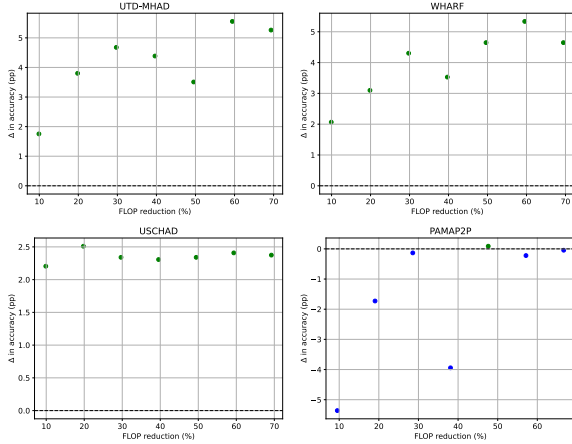 UTD-MHAD
Δ in accuracy (pp)
5
4
3
2
1
0
10 20 30 40 50 60 70
FLOP reduction (%)
WHARF
Δ in accuracy (pp)
5
4
3
2
1
0
10 20 30 40 50 60 70
FLOP reduction (%)
USCHAD
Δ in accuracy (pp)
2.5
2.0
1.5
1.0
0.5
0.0
10 20 30 40 50 60 70
FLOP reduction (%)
PAMAP2P
Δ in accuracy (pp)
0
−1
−2
−3
−4
−5
10 20 30 40 50 60
FLOP reduction (%)